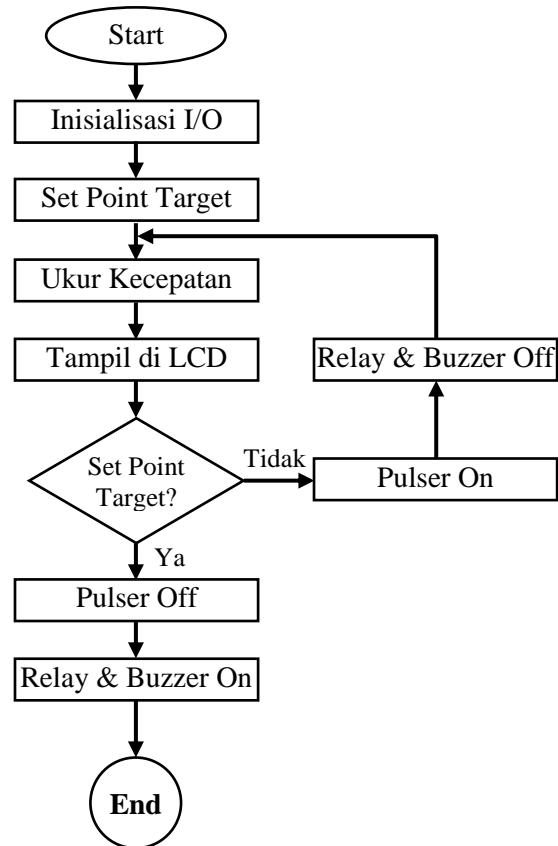 Start
Inisialisasi I/O
Set Point Target
Ukur Kecepatan
Tampil di LCD
Relay & Buzzer Off
Set Point
Target?
Tidak
Pulser On
Ya
Pulser Off
Relay & Buzzer On
End